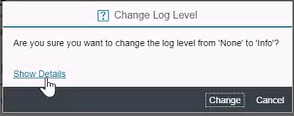 Change Log Level
Are you sure you want to change the log level from 'None' to 'Info'?
Show Details
Change Cancel